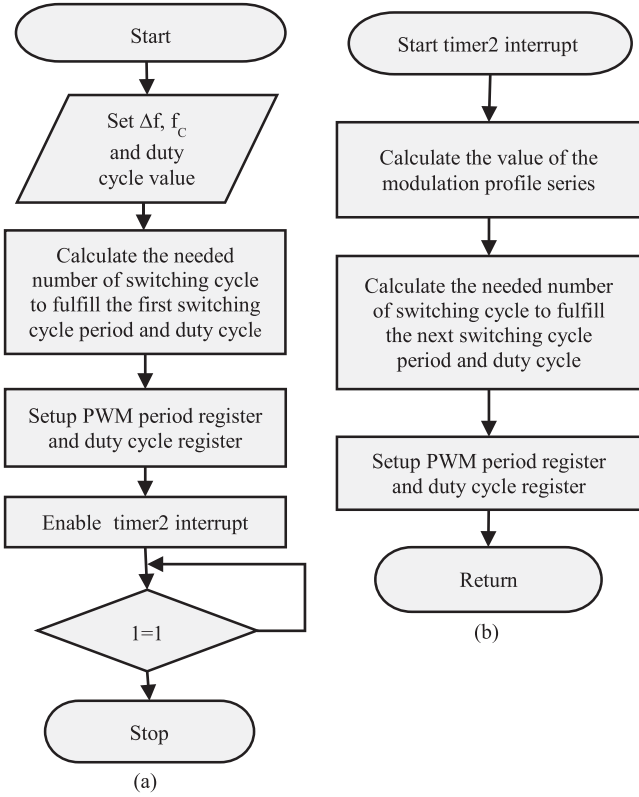 Start
Set Δf, f_C
and duty
cycle value
Calculate the needed
number of switching cycle
to fulfill the first switching
cycle period and duty cycle
Setup PWM period register
and duty cycle register
Enable timer2 interrupt
1=1
Stop
(a)
Start timer2 interrupt
Calculate the value of the
modulation profile series
Calculate the needed number
of switching cycle to fulfill
the next switching cycle
period and duty cycle
Setup PWM period register
and duty cycle register
Return
(b)